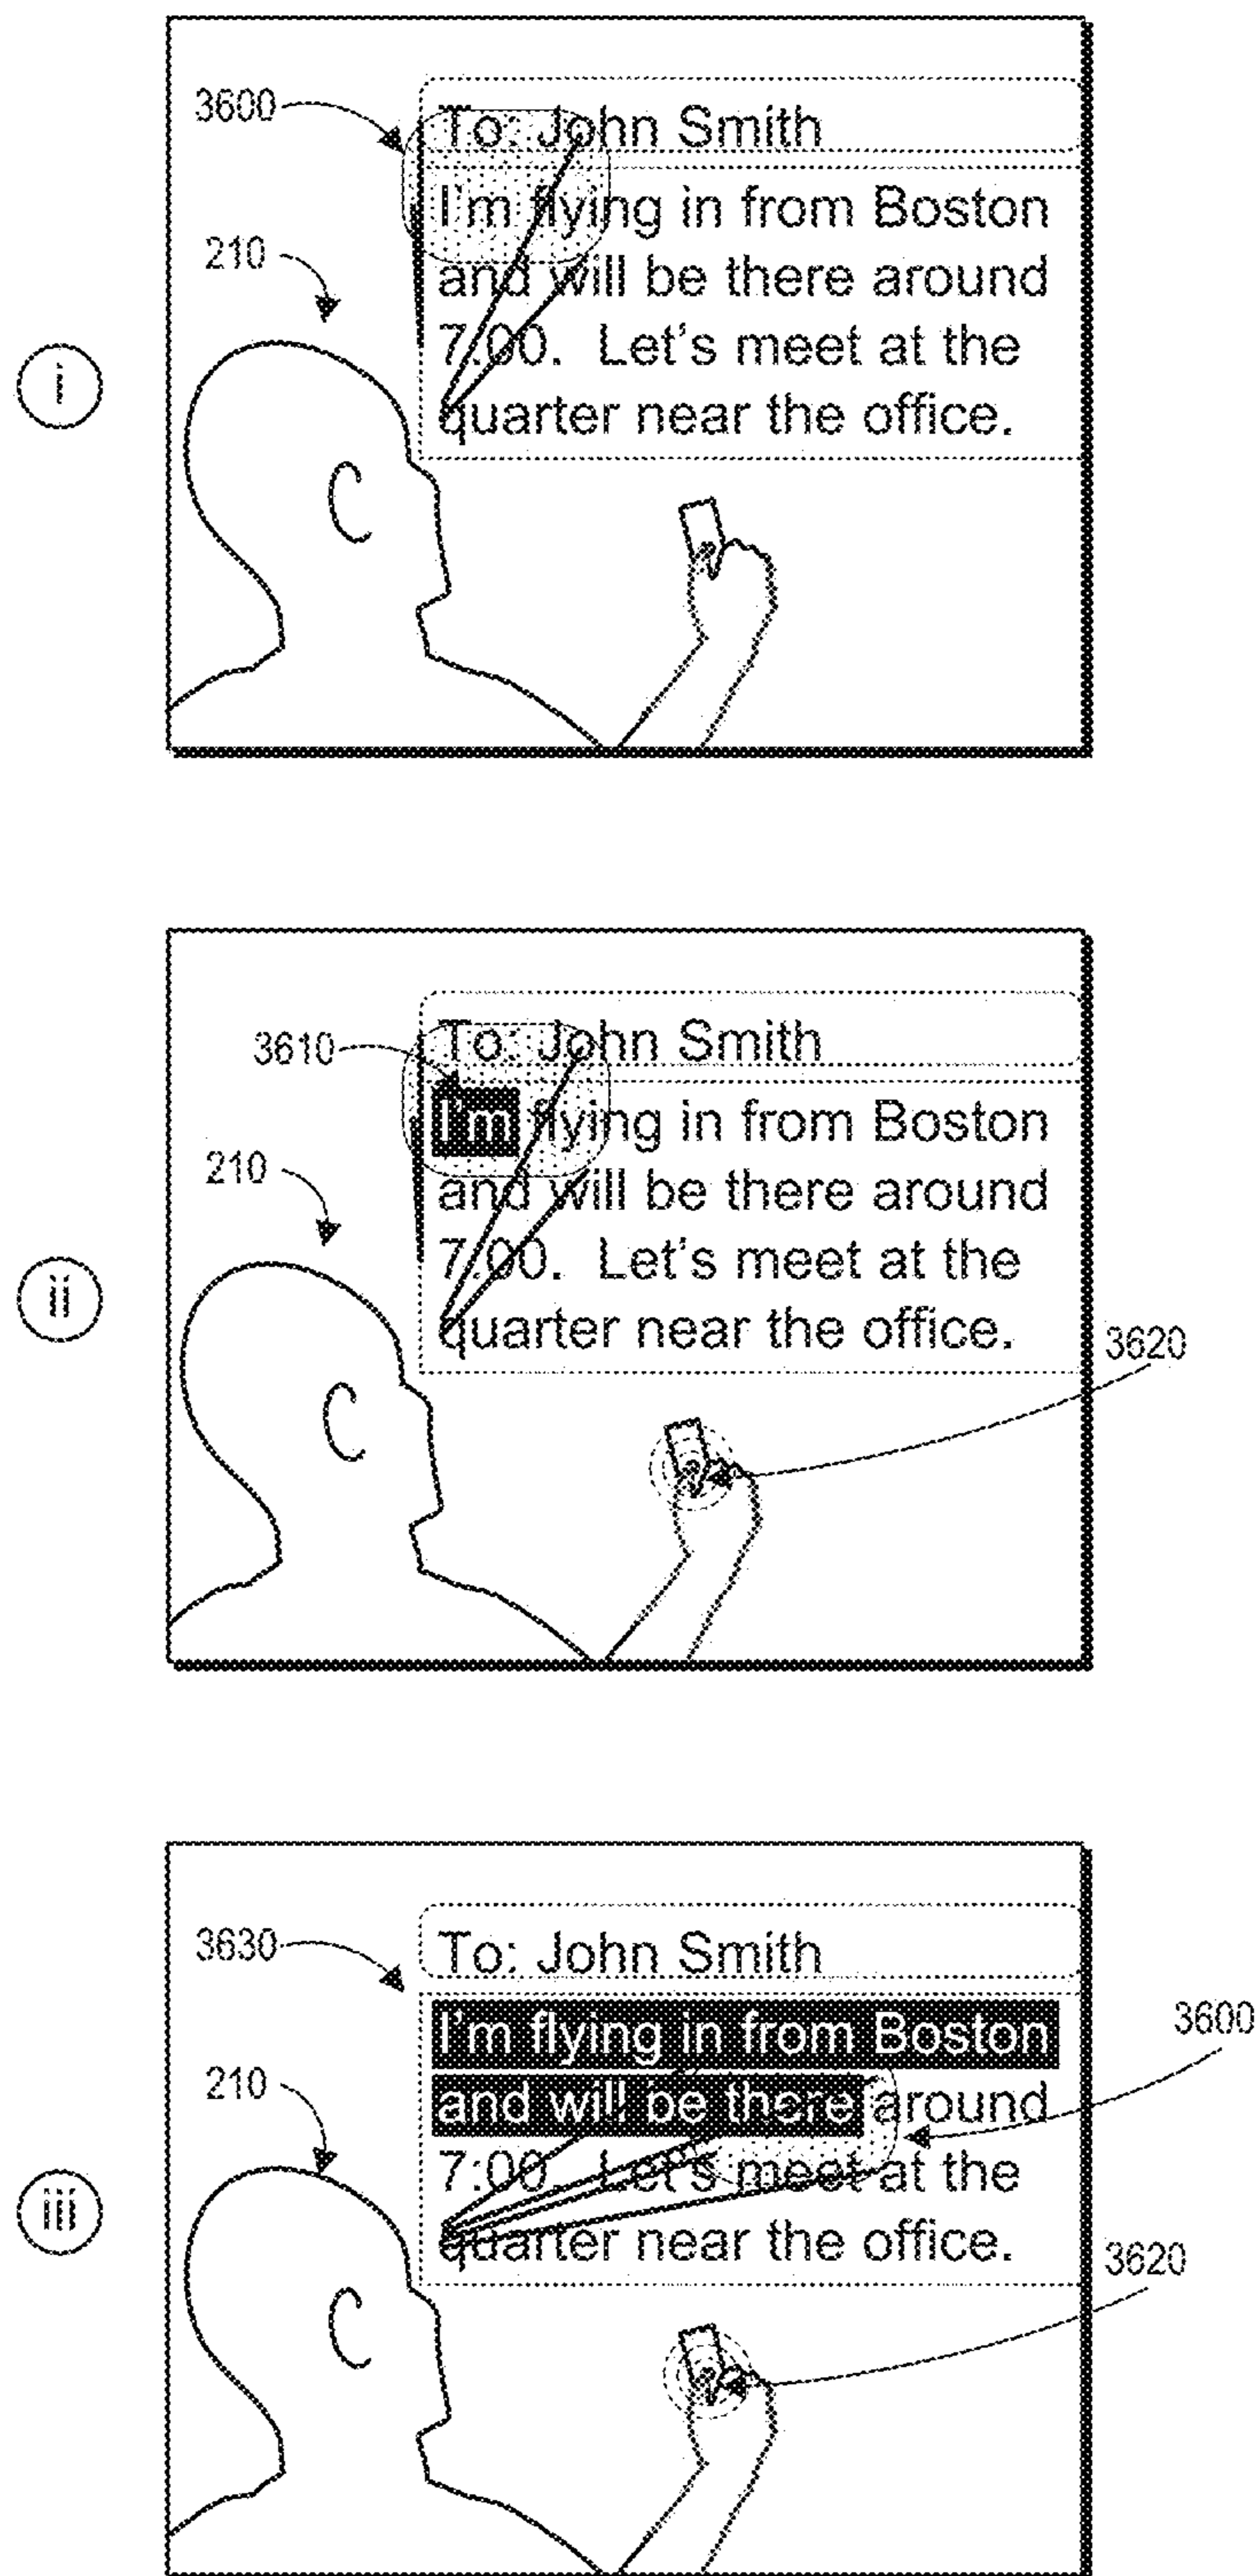 3600
To: John Smith
I'm flying in from Boston
210
and will be there around
i
7:00. Let's meet at the
quarter near the office.
3610
To: John Smith
I'm flying in from Boston
210
and will be there around
ii
7:00. Let's meet at the
quarter near the office.
3620
3630
To: John Smith
I'm flying in from Boston
3600
210
and will be there around
iii
7:00. Let's meet at the
quarter near the office.
3620